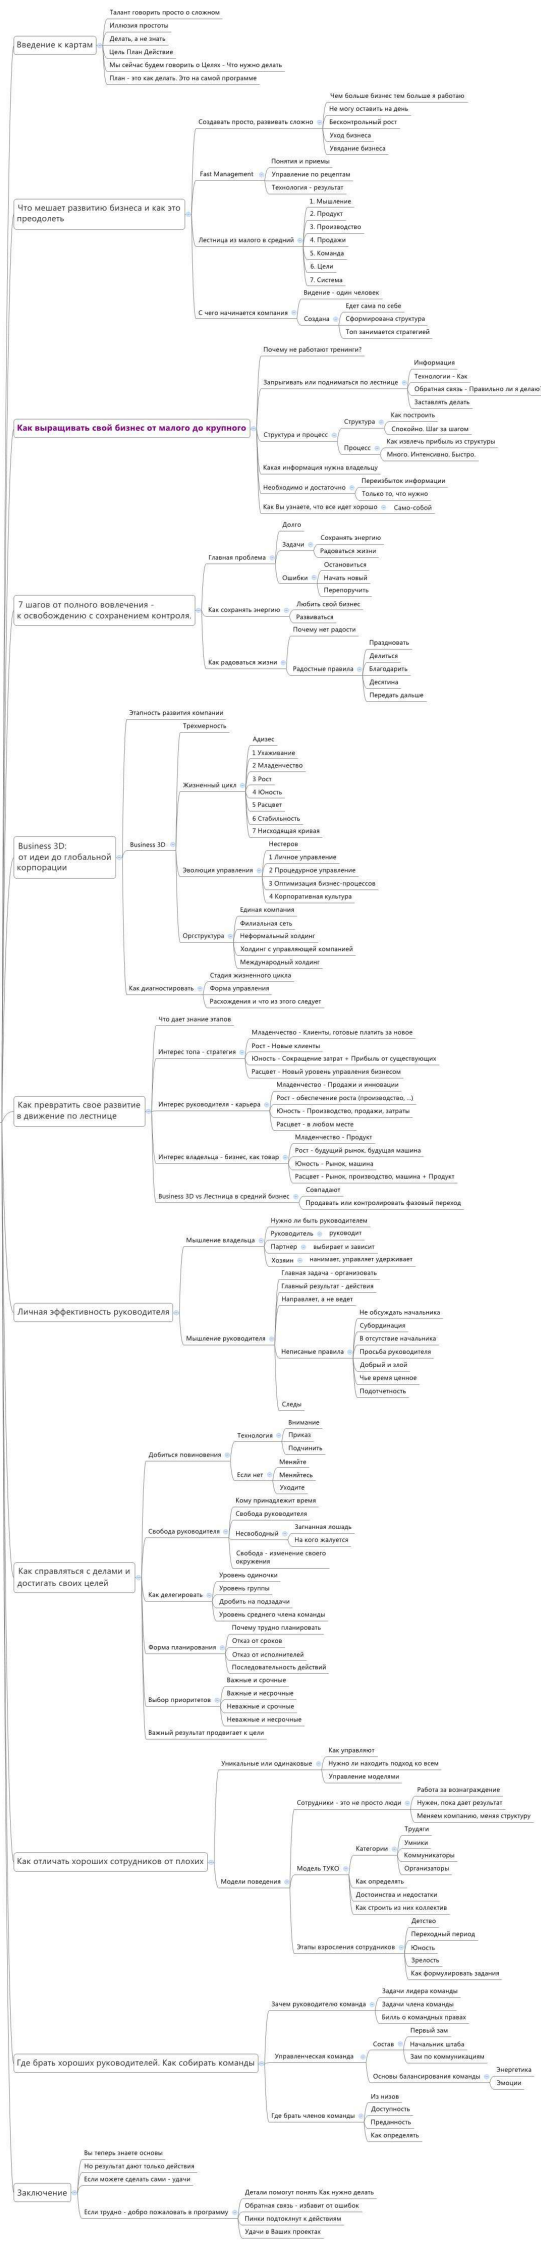 Введение к картам
Талант говорить просто о сложном
Иллюзия простоты
Делать, а не знать
Цель План Действие
Мы сейчас будем говорить о Целях - Что нужно делать
План - это как делать. Это на самой программе
Что мешает развитию бизнеса и как это
преодолеть
Создавать просто, развивать сложно
Чем больше бизнес тем больше я работаю
Не могу оставить на день
Бесконтрольный рост
Уход бизнеса
Увядание бизнеса
Fast Management
Понятия и приемы
Управление по рецептам
Технология - результат
Лестница из малого в средний
1. Мышление
2. Продукт
3. Производство
4. Продажи
5. Команда
6. Цели
7. Система
С чего начинается компания
Видение - один человек
Создана
Едет сама по себе
Сформирована структура
Топ занимается стратегией
Как выращивать свой бизнес от малого до крупного
Почему не работают тренинги?
Запрыгивать или подниматься по лестнице
Информация
Технологии - Как
Обратная связь - Правильно ли я делаю?
Заставлять делать
Структура и процесс
Структура
Как построить
Спокойно. Шаг за шагом
Процесс
Как извлечь прибыль из структуры
Много. Интенсивно. Быстро.
Какая информация нужна владельцу
Необходимо и достаточно
Переизбыток информации
Только то, что нужно
Как Вы узнаете, что все идет хорошо
Само-собой
7 шагов от полного вовлечения -
к освобождению с сохранением контроля.
Главная проблема
Долго
Задачи
Сохранять энергию
Радоваться жизни
Ошибки
Остановиться
Начать новый
Перепоручить
Как сохранять энергию
Любить свой бизнес
Развиваться
Как радоваться жизни
Почему нет радости
Радостные правила
Праздновать
Делиться
Благодарить
Десятина
Передать дальше
Business 3D:
от идеи до глобальной
корпорации
Этапность развития компании
Business 3D
Трехмерность
Жизненный цикл
Адизес
1 Ухаживание
2 Младенчество
3 Рост
4 Юность
5 Расцвет
6 Стабильность
7 Нисходящая кривая
Эволюция управления
Нестеров
1 Личное управление
2 Процедурное управление
3 Оптимизация бизнес-процессов
4 Корпоративная культура
Оргструктура
Единая компания
Филиальная сеть
Неформальный холдинг
Холдинг с управляющей компанией
Международный холдинг
Как диагностировать
Стадия жизненного цикла
Форма управления
Расхождения и что из этого следует
Как превратить свое развитие
в движение по лестнице
Что дает знание этапов
Интерес топа - стратегия
Младенчество - Клиенты, готовые платить за новое
Рост - Новые клиенты
Юность - Сокращение затрат + Прибыль от существующих
Расцвет - Новый уровень управления бизнесом
Интерес руководителя - карьера
Младенчество - Продажи и инновации
Рост - обеспечение роста (производство, ...)
Юность - Производство, продажи, затраты
Расцвет - в любом месте
Интерес владельца - бизнес, как товар
Младенчество - Продукт
Рост - будущий рынок, будущая машина
Юность - Рынок, машина
Расцвет - Рынок, производство, машина + Продукт
Business 3D vs Лестница в средний бизнес
Совпадают
Продавать или контролировать фазовый переход
Личная эффективность руководителя
Мышление владельца
Нужно ли быть руководителем
Руководитель
руководит
Партнер
выбирает и зависит
Хозяин
нанимает, управляет удерживает
Мышление руководителя
Главная задача - организовать
Главный результат - действия
Направляет, а не ведет
Неписаные правила
Не обсуждать начальника
Субординация
В отсутствие начальника
Просьба руководителя
Добрый и злой
Чье время ценное
Подотчетность
Следы
Как справляться с делами и
достигать своих целей
Добиться повиновения
Технология
Внимание
Приказ
Подчинить
Если нет
Меняйте
Меняйтесь
Уходите
Свобода руководителя
Кому принадлежит время
Свобода руководителя
Несвободный
Загнанная лошадь
На кого жалуется
Свобода - изменение своего
окружения
Как делегировать
Уровень одиночки
Уровень группы
Дробить на подзадачи
Уровень среднего члена команды
Форма планирования
Почему трудно планировать
Отказ от сроков
Отказ от исполнителей
Последовательность действий
Выбор приоритетов
Важные и срочные
Важные и несрочные
Неважные и срочные
Неважные и несрочные
Важный результат продвигает к цели
Как отличать хороших сотрудников от плохих
Уникальные или одинаковые
Как управляют
Нужно ли находить подход ко всем
Управление моделями
Модели поведения
Сотрудники - это не просто люди
Работа за вознаграждение
Нужен, пока дает результат
Меняем компанию, меняя структуру
Модель ТУКО
Категории
Трудяги
Умники
Коммуникаторы
Организаторы
Как определять
Достоинства и недостатки
Как строить из них коллектив
Этапы взросления сотрудников
Детство
Переходный период
Юность
Зрелость
Как формулировать задания
Где брать хороших руководителей. Как собирать команды
Зачем руководителю команда
Задачи лидера команды
Задачи члена команды
Билль о командных правах
Управленческая команда
Состав
Первый зам
Начальник штаба
Зам по коммуникациям
Основы балансирования команды
Энергетика
Эмоции
Где брать членов команды
Из низов
Доступность
Преданность
Как определять
Заключение
Вы теперь знаете основы
Но результат дают только действия
Если можете сделать сами - удачи
Если трудно - добро пожаловать в программу
Детали помогут понять Как нужно делать
Обратная связь - избавит от ошибок
Пинки подтокнут к действиям
Удачи в Ваших проектах